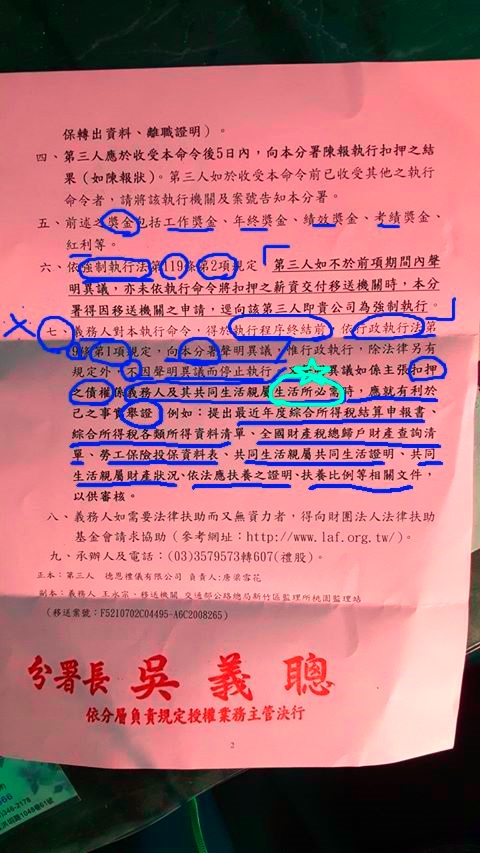 保轉出資料、離職證明）。
四、第三人應於收受本命令後5日內，向本分署陳報執行扣押之結
果（如陳報狀）。第三人如於收受本命令前已收受其他之執行
命令者，請將該執行機關及案號告知本分署。
五、前述之獎金包括工作獎金、年終獎金、績效獎金、考績獎金、
紅利等。
六、依強制執行法第119條第2項規定「第三人如不於前項期間內聲
明異議，亦未依執行命令將扣押之薪資交付移送機關時，本分
署得因移送機關之申請，逕向該第三人即貴公司為強制執行。」
七、義務人對本執行命令，得於執行程序終結前，依行政執行法第
9條第1項規定，向本分署聲明異議，惟行政執行，除法律另有
規定外，不因聲明異議而停止執行。又異議如係主張扣押
之債權係義務人及其共同生活親屬生活所必需時，應就有利於
己之事實舉證，例如：提出最近年度綜合所得稅結算申報書、
綜合所得稅各類所得資料清單、全國財產稅總歸戶財產查詢清
單、勞工保險投保資料表、共同生活親屬共同生活證明、共同
生活親屬財產狀況、依法應扶養之證明、扶養比例等相關文件，
以供審核。
八、義務人如需要法律扶助而又無資力者，得向財團法人法律扶助
基金會請求協助（參考網址：http://www.laf.org.tw/）。
九、承辦人及電話：(03)3579573轉607(禮股)。
正本：第三人 德恩禮儀有限公司 負責人:唐梁雪花
副本：義務人 王永宗、移送機關 交通部公路總局新竹區監理所桃園監理站
（移送案號：F5210702C04495-A6C2008265）
分署長 吳義聰
依分層負責規定授權業務主管決行
2
346-2178
1048巷61號